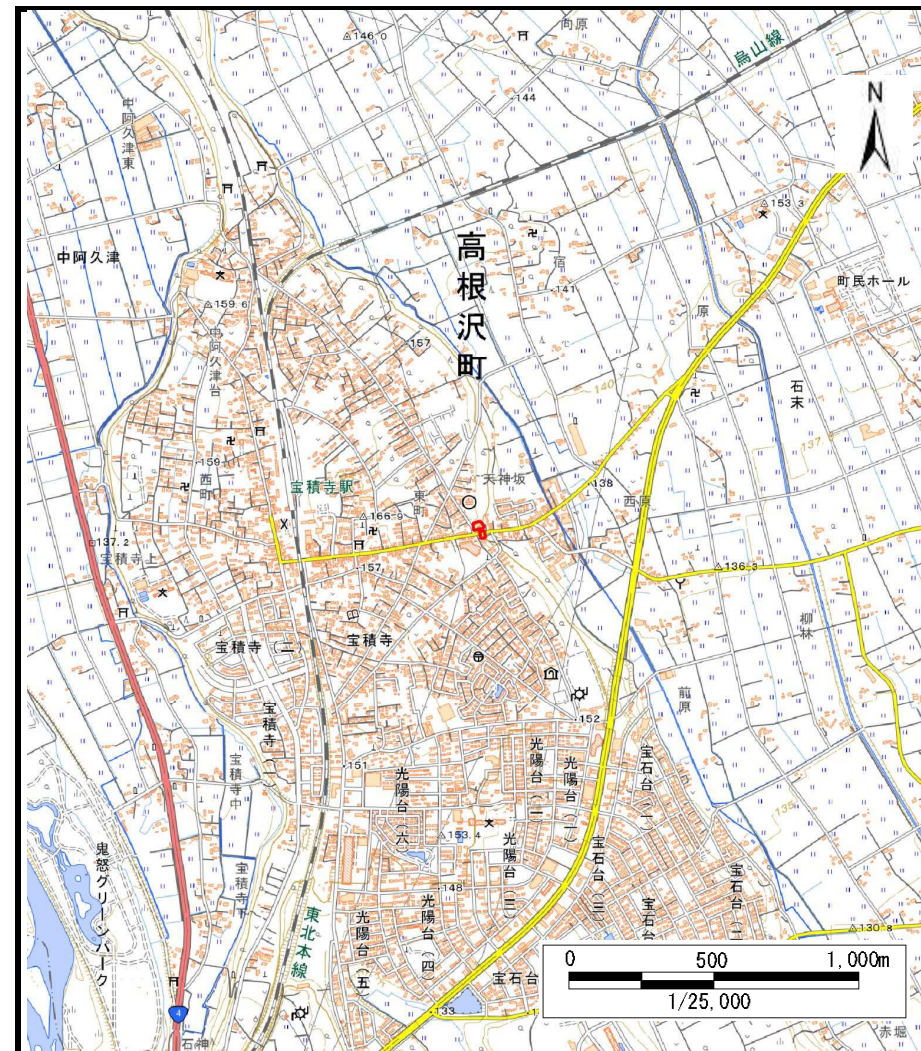 146.0
向原
烏山線
144
N
中阿久津東
153.3
高根沢町
宿
中阿久津
町民ホール
141
159.6
原
中阿久津台
157
石末
140
137
159
西町
宝積寺駅
東町
天神坂
138
166.9
西原
137.2
宝積寺上
157
136.3
宝積寺
宝積寺(二)
柳林
前原
宝積寺(一)
152
151
宝積寺中
光陽台(六)
光陽台(二)
光陽台(一)
宝石台(一)
135
153.4
鬼怒グリーンパーク
宝積寺下
光陽台(三)
宝石台(三)
宝石台(二)
148
光陽台(四)
宝石台
東北本線
光陽台(五)
130.8
0 500 1,000m
宝石台
1/25,000
4
133
石神
赤堀